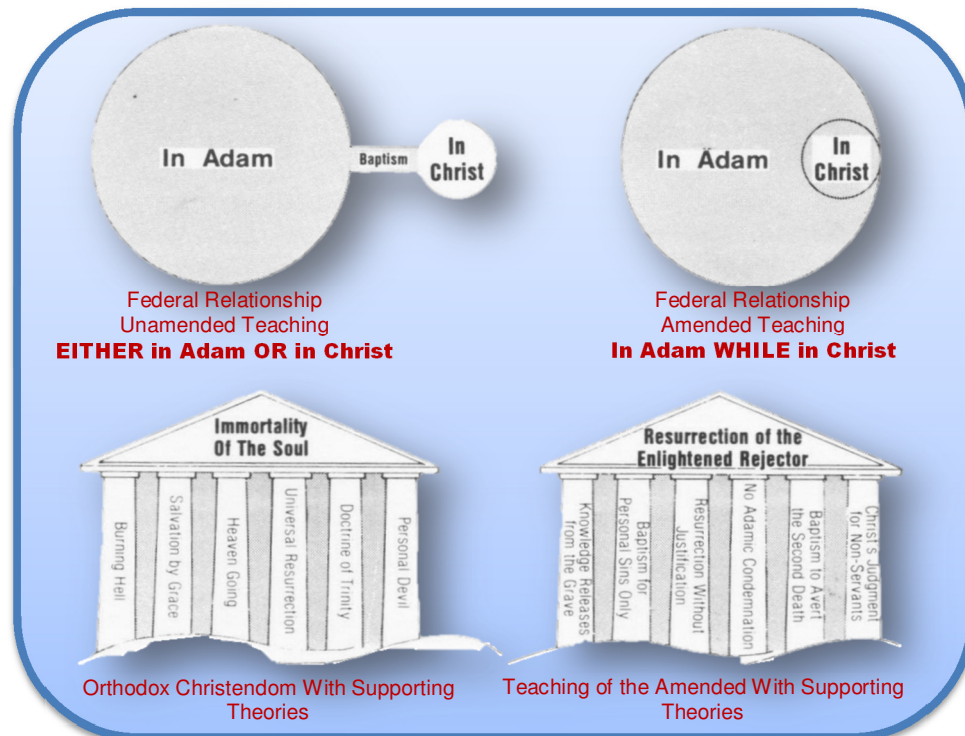 In Adam
Baptism
In
Christ
In Adam
In
Christ
Federal Relationship
Unamended Teaching
EITHER in Adam OR in Christ
Federal Relationship
Amended Teaching
In Adam WHILE in Christ
Immortality
Of The Soul
Burning Hell
Salvation by Grace
Heaven Going
Universal Resurrection
Doctrine of Trinity
Personal Devil
Resurrection of the
Enlightened Rejector
Knowledge Releases
from the Grave
Baptism for
Personal Sins Only
Resurrection Without
Justification
No Adamic Condemnation
Baptism to Avert
the Second Death
Christ's Judgment
for Non-Servants
Orthodox Christendom With Supporting
Theories
Teaching of the Amended With Supporting
Theories